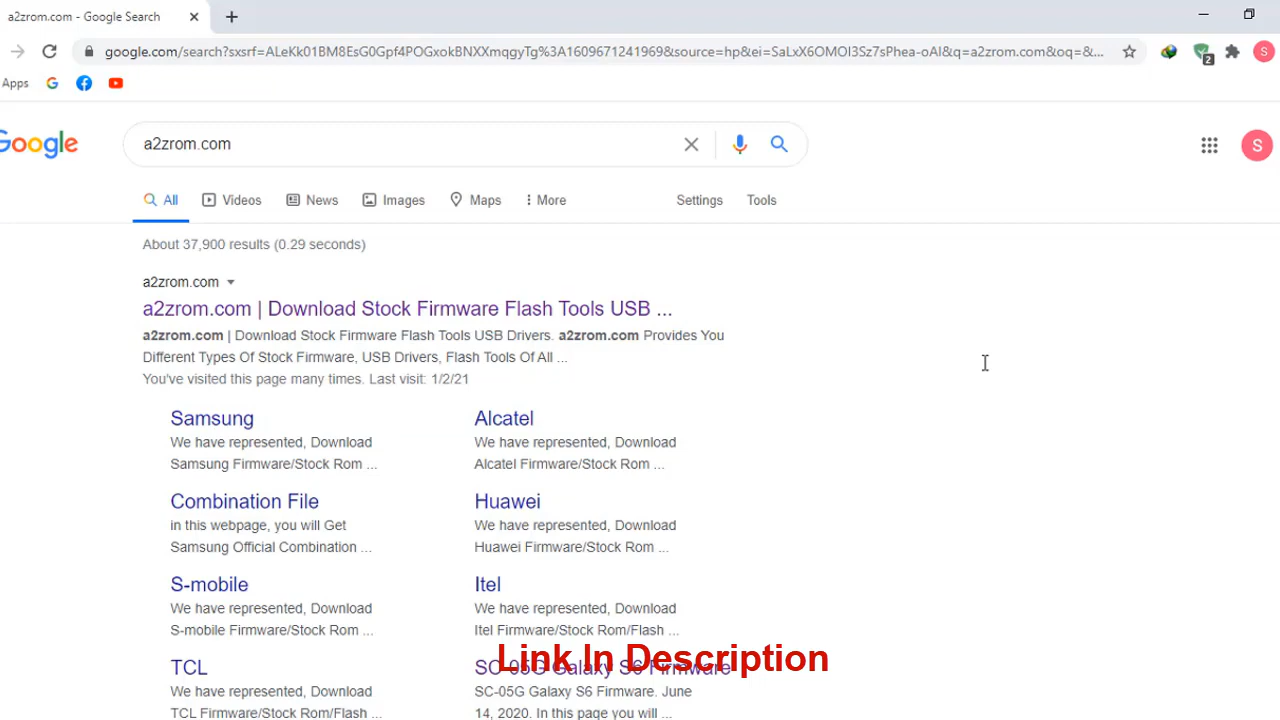 a2zrom.com - Google Search
google.com/search?sxsrf=ALeKk01BM8EsG0Gpf4POGxokBNXXmqgyTg%3A1609671241969&source=hp&ei=SaLxX6OMOI3Sz7sPhea-oAI&q=a2zrom.com&oq=&...
2
S
Apps
Google
a2zrom.com
S
All
Videos
News
Images
Maps
More
Settings
Tools
About 37,900 results (0.29 seconds)
a2zrom.com
a2zrom.com | Download Stock Firmware Flash Tools USB ...
a2zrom.com | Download Stock Firmware Flash Tools USB Drivers. a2zrom.com Provides You
Different Types Of Stock Firmware, USB Drivers, Flash Tools Of All ...
You've visited this page many times. Last visit: 1/2/21
Samsung
We have represented, Download
Samsung Firmware/Stock Rom ...
Alcatel
We have represented, Download
Alcatel Firmware/Stock Rom ...
Combination File
in this webpage, you will Get
Samsung Official Combination ...
Huawei
We have represented, Download
Huawei Firmware/Stock Rom ...
S-mobile
We have represented, Download
S-mobile Firmware/Stock Rom ...
Itel
We have represented, Download
Itel Firmware/Stock Rom/Flash ...
TCL
We have represented, Download
TCL Firmware/Stock Rom/Flash ...
SC-05G Galaxy S6 Firmware
SC-05G Galaxy S6 Firmware. June
14, 2020. In this page you will ...
Link In Description